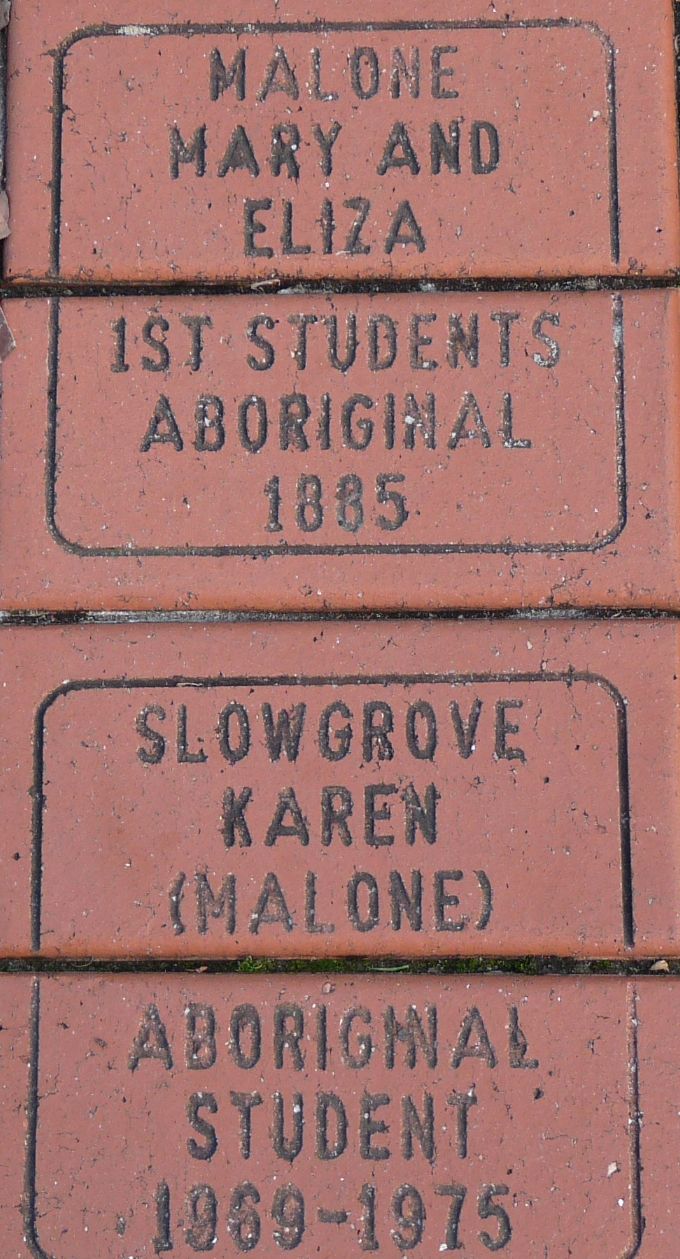 MALONE
MARY AND
ELIZA
1ST STUDENTS
ABORIGINAL
1885
SLOWGROVE
KAREN
(MALONE)
ABORIGINAL
STUDENT
1969-1975